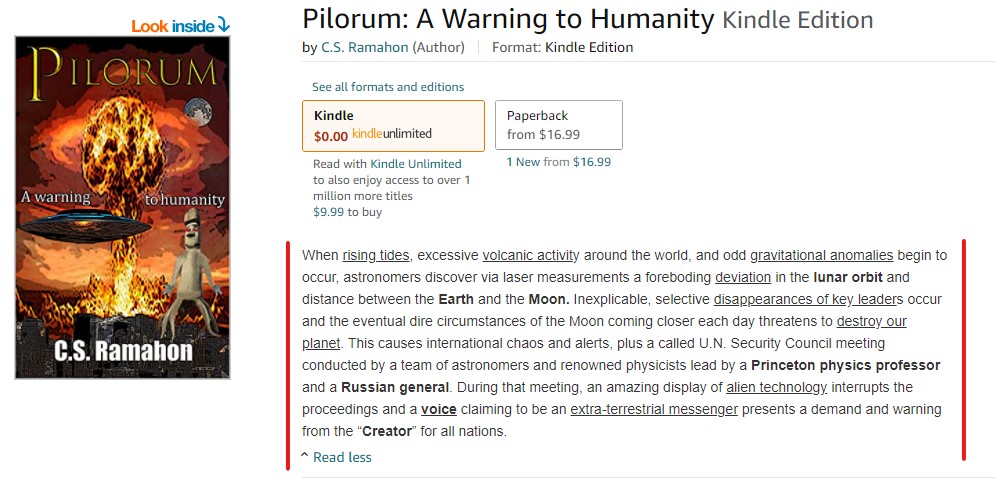 Look inside
PILORUM
A warning to humanity
C.S. Ramahon
Pilorum: A Warning to Humanity Kindle Edition
by C.S. Ramahon (Author) Format: Kindle Edition
See all formats and editions
Kindle
$0.00 kindleunlimited
Read with Kindle Unlimited
to also enjoy access to over 1
million more titles
$9.99 to buy
Paperback
from $16.99
1 New from $16.99
When rising tides, excessive volcanic activity around the world, and odd gravitational anomalies begin to
occur, astronomers discover via laser measurements a foreboding deviation in the lunar orbit and
distance between the Earth and the Moon. Inexplicable, selective disappearances of key leaders occur
and the eventual dire circumstances of the Moon coming closer each day threatens to destroy our
planet. This causes international chaos and alerts, plus a called U.N. Security Council meeting
conducted by a team of astronomers and renowned physicists lead by a Princeton physics professor
and a Russian general. During that meeting, an amazing display of alien technology interrupts the
proceedings and a voice claiming to be an extra-terrestrial messenger presents a demand and warning
from the “Creator” for all nations.
Read less